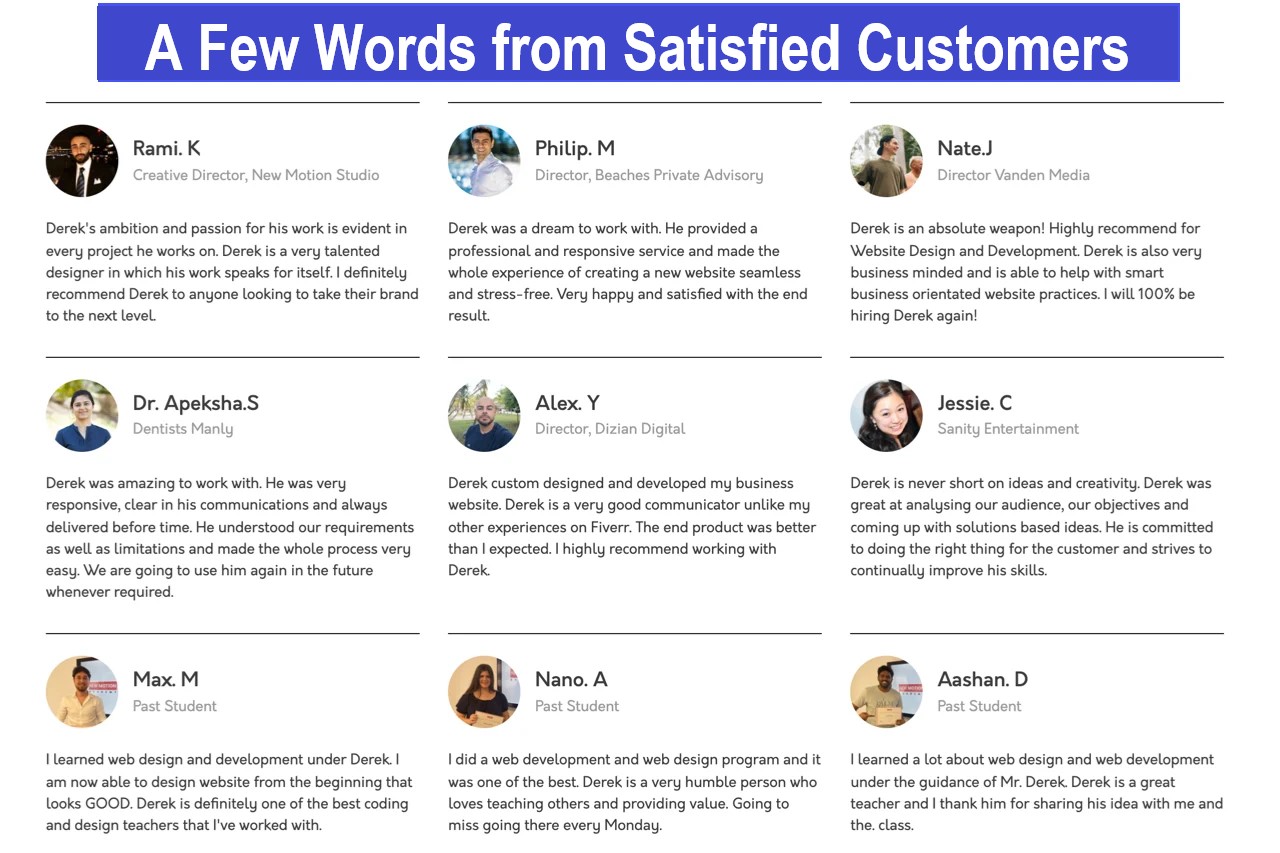 A Few Words from Satisfied Customers
Rami. K
Creative Director, New Motion Studio
Derek's ambition and passion for his work is evident in
every project he works on. Derek is a very talented
designer in which his work speaks for itself. I definitely
recommend Derek to anyone looking to take their brand
to the next level.
Philip. M
Director, Beaches Private Advisory
Derek was a dream to work with. He provided a
professional and responsive service and made the
whole experience of creating a new website seamless
and stress-free. Very happy and satisfied with the end
result.
Nate.J
Director Vanden Media
Derek is an absolute weapon! Highly recommend for
Website Design and Development. Derek is also very
business minded and is able to help with smart
business orientated website practices. I will 100% be
hiring Derek again!
Dr. Apeksha.S
Dentists Manly
Derek was amazing to work with. He was very
responsive, clear in his communications and always
delivered before time. He understood our requirements
as well as limitations and made the whole process very
easy. We are going to use him again in the future
whenever required.
Alex. Y
Director, Dizian Digital
Derek custom designed and developed my business
website. Derek is a very good communicator unlike my
other experiences on Fiverr. The end product was better
than I expected. I highly recommend working with
Derek.
Jessie. C
Sanity Entertainment
Derek is never short on ideas and creativity. Derek was
great at analysing our audience, our objectives and
coming up with solutions based ideas. He is committed
to doing the right thing for the customer and strives to
continually improve his skills.
Max. M
Past Student
I learned web design and development under Derek. I
am now able to design website from the beginning that
looks GOOD. Derek is definitely one of the best coding
and design teachers that I've worked with.
Nano. A
Past Student
I did a web development and web design program and it
was one of the best. Derek is a very humble person who
loves teaching others and providing value. Going to
miss going there every Monday.
Aashan. D
Past Student
I learned a lot about web design and web development
under the guidance of Mr. Derek. Derek is a great
teacher and I thank him for sharing his idea with me and
the. class.